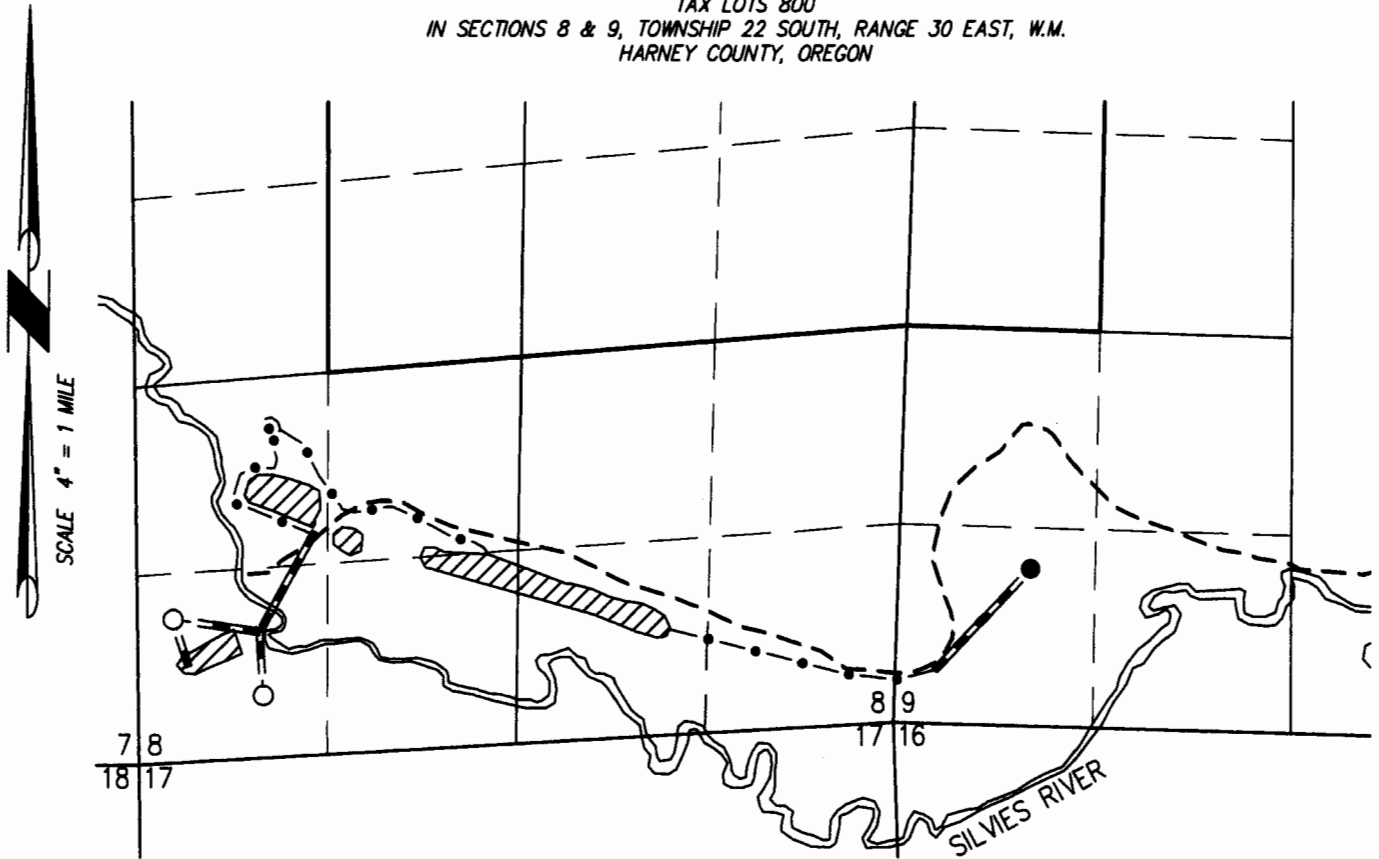 TAX LOTS 800
IN SECTIONS 8 & 9, TOWNSHIP 22 SOUTH, RANGE 30 EAST, W.M.
HARNEY COUNTY, OREGON
N
SCALE 4" = 1 MILE
8 9
17 16
7 8
18 17
SILVIES RIVER